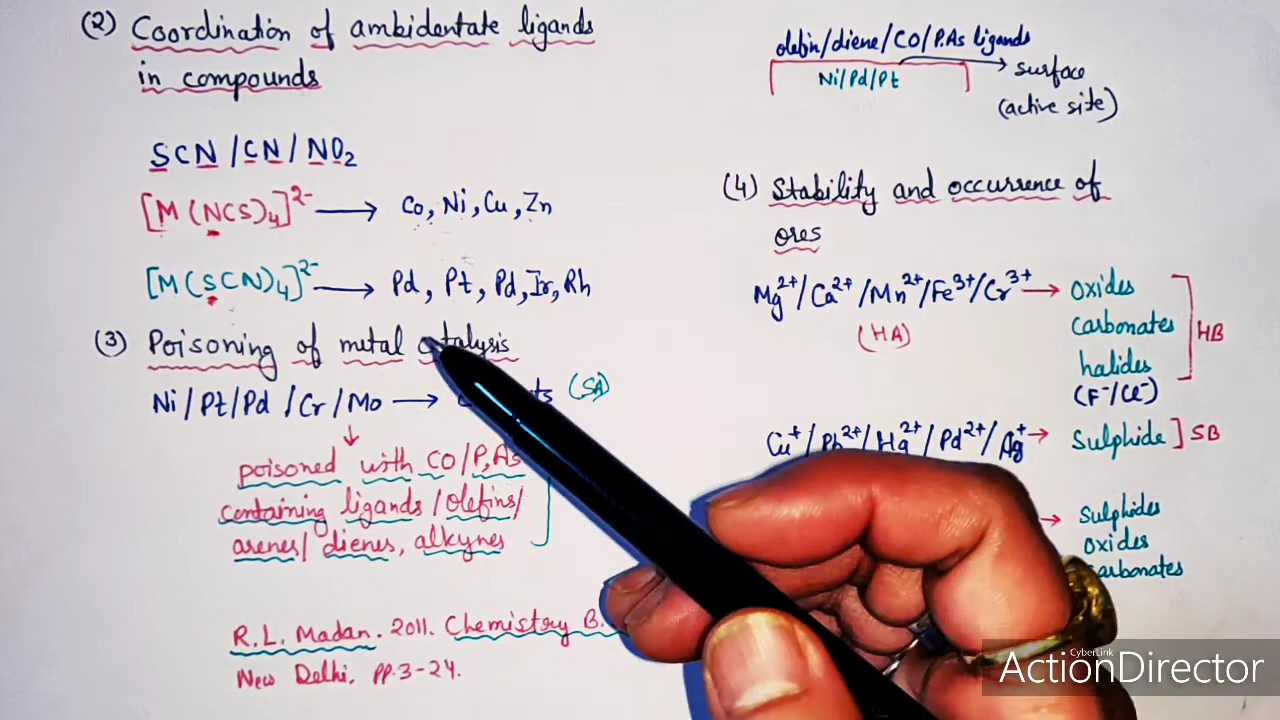 (2) Coordination of ambidentate ligands
in compounds
SCN / CN / NO2
[M (NCS)4]2- → Co, Ni, Cu, Zn
[M (SCN)4]2- → Pd, Pt, Pd, Ir, Rh
(3) Poisoning of metal catalysis
Ni / Pt / Pd / Cr / Mo → (SA)
↓
poisoned with CO / P, As
containing ligands / olefins /
arenes / dienes, alkynes
R.L. Madan. 2011. Chemistry B.
New Delhi. pp.3-24.
olefin/diene/CO/P.As ligands
Ni/Pd/Pt → surface
(active site)
(4) Stability and occurrence of
ores
Mg2+/Ca2+/Mn2+/Fe3+/Cr3+ → oxides
(HA) carbonates HB
halides
(F-/Cl-)
Cu+/Pb2+/Hg2+/Pd2+/Ag+ → Sulphide ] SB
→ Sulphides
oxides
carbonates
CyberLink
ActionDirector